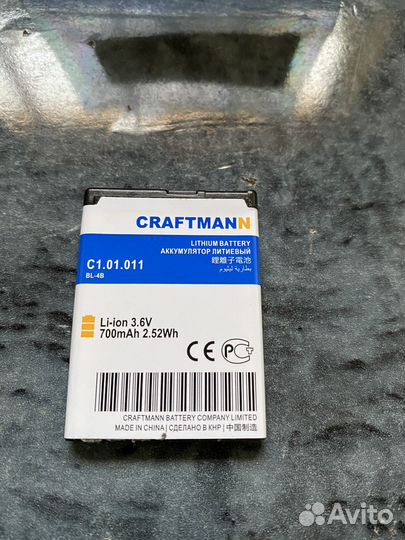 CRAFTMANN
LITHIUM BATTERY
АККУМУЛЯТОР ЛИТИЕВЫЙ
鋰離子電池
بطارية ليثيوم
C1.01.011
BL-4B
Li-ion 3.6V
700mAh 2.52Wh
CE
CRAFTMANN BATTERY COMPANY LIMITED
MADE IN CHINA / СДЕЛАНО В КНР / 中国制造
Avito